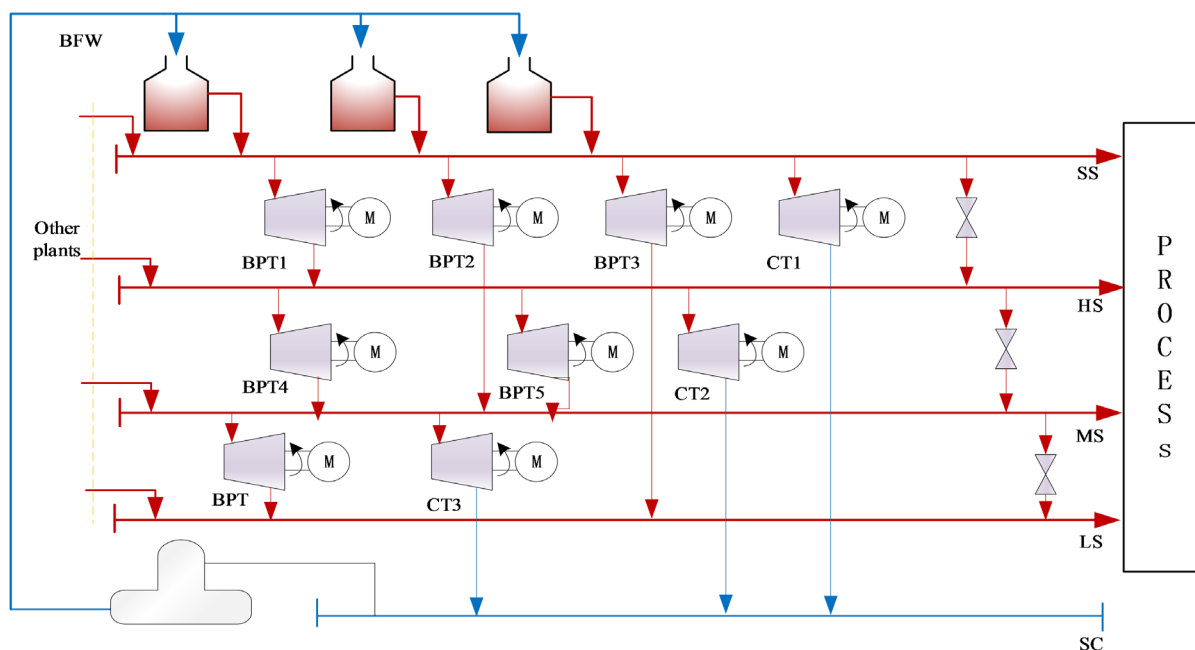 BFW
SS
M
M
M
M
Other
plants
BPT1
BPT2
BPT3
CT1
HS
M
M
M
BPT4
BPT5
CT2
MS
M
M
BPT
CT3
LS
SC
P
R
O
C
E
S
s